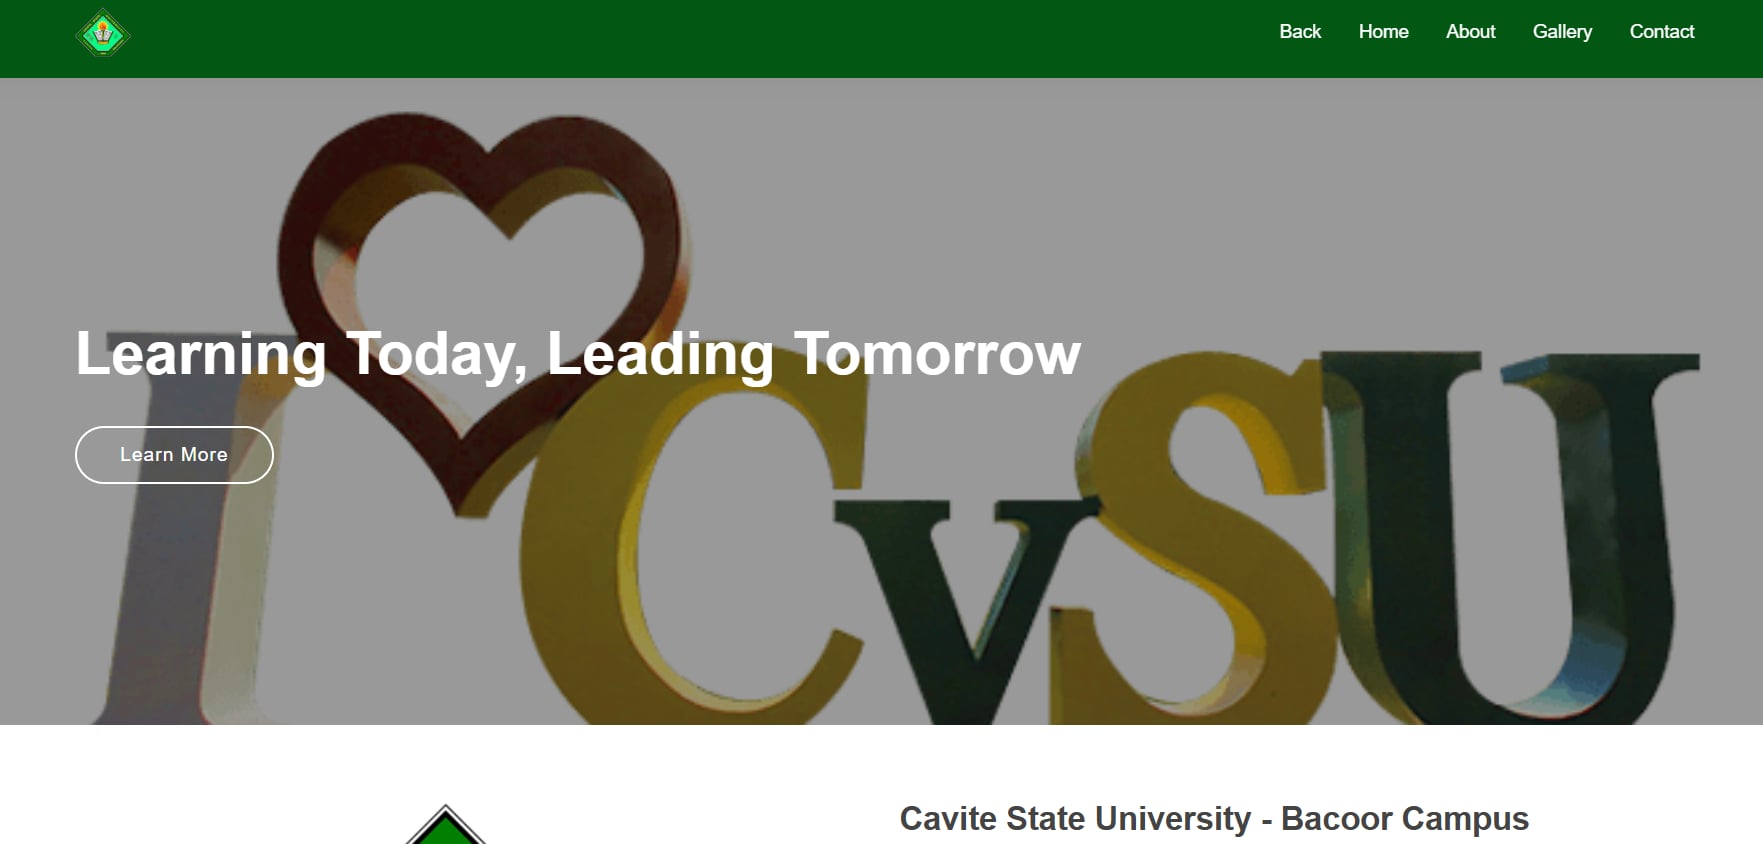 Back Home About Gallery Contact
I CvSU
Learning Today, Leading Tomorrow
Learn More
Cavite State University - Bacoor Campus